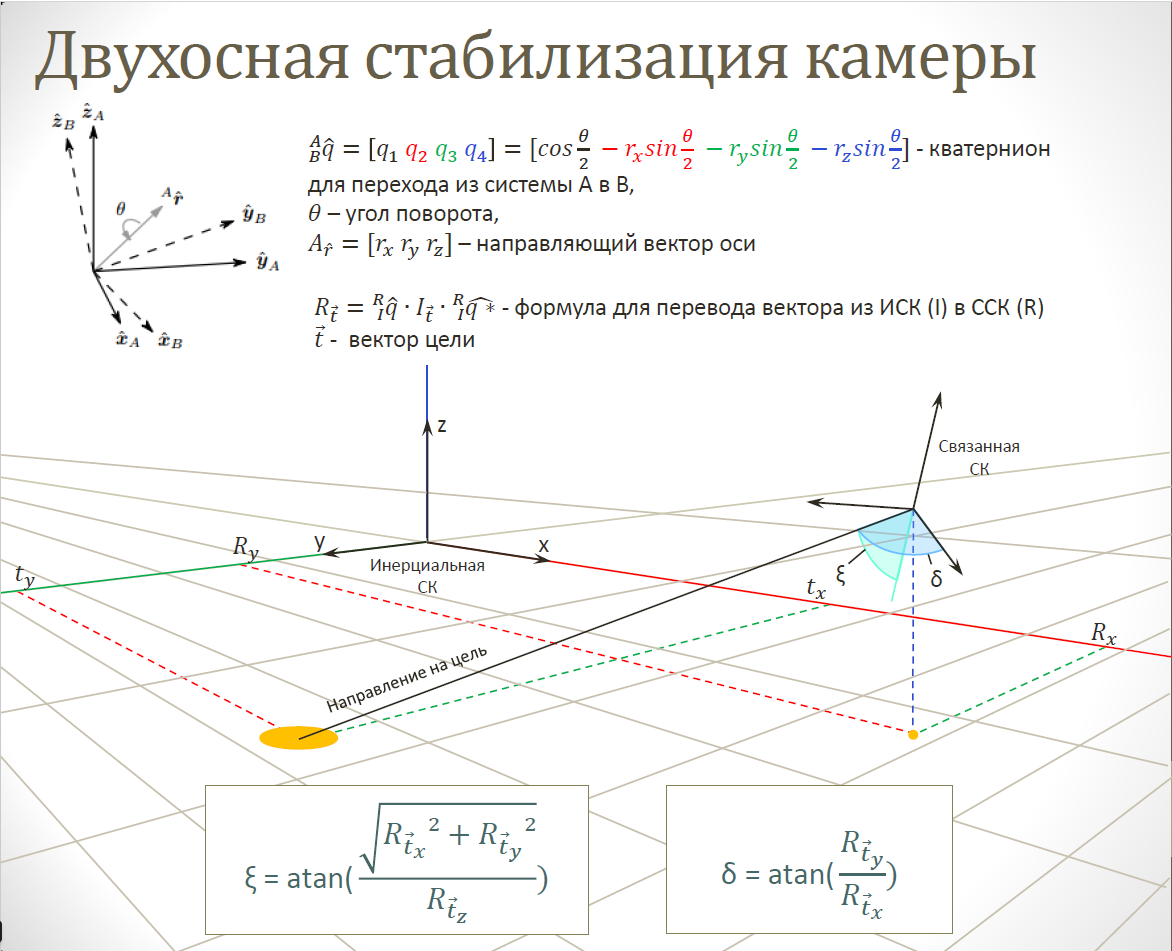 Двухосная стабилизация камеры
ẑ_B ẑ_A
θ ^A r̂
ŷ_B
ŷ_A
x̂_A x̂_B
^A_B q̂ = [q₁ q₂ q₃ q₄] = [cos θ/2 − r_x sin θ/2 − r_y sin θ/2 − r_z sin θ/2] - кватернион
для перехода из системы А в В,
θ – угол поворота,
A_r̂ = [r_x r_y r_z] – направляющий вектор оси
R_t⃗ = ^R_I q̂ · I_t⃗ · ^R_I q̂* - формула для перевода вектора из ИСК (I) в ССК (R)
t⃗ - вектор цели
z
Связанная
СК
y
x
R_y
Инерциальная
СК
t_y
ξ
δ
t_x
R_x
Направление на цель
ξ = atan(√(R_t⃗x² + R_t⃗y²) / R_t⃗z)
δ = atan(R_t⃗y / R_t⃗x)